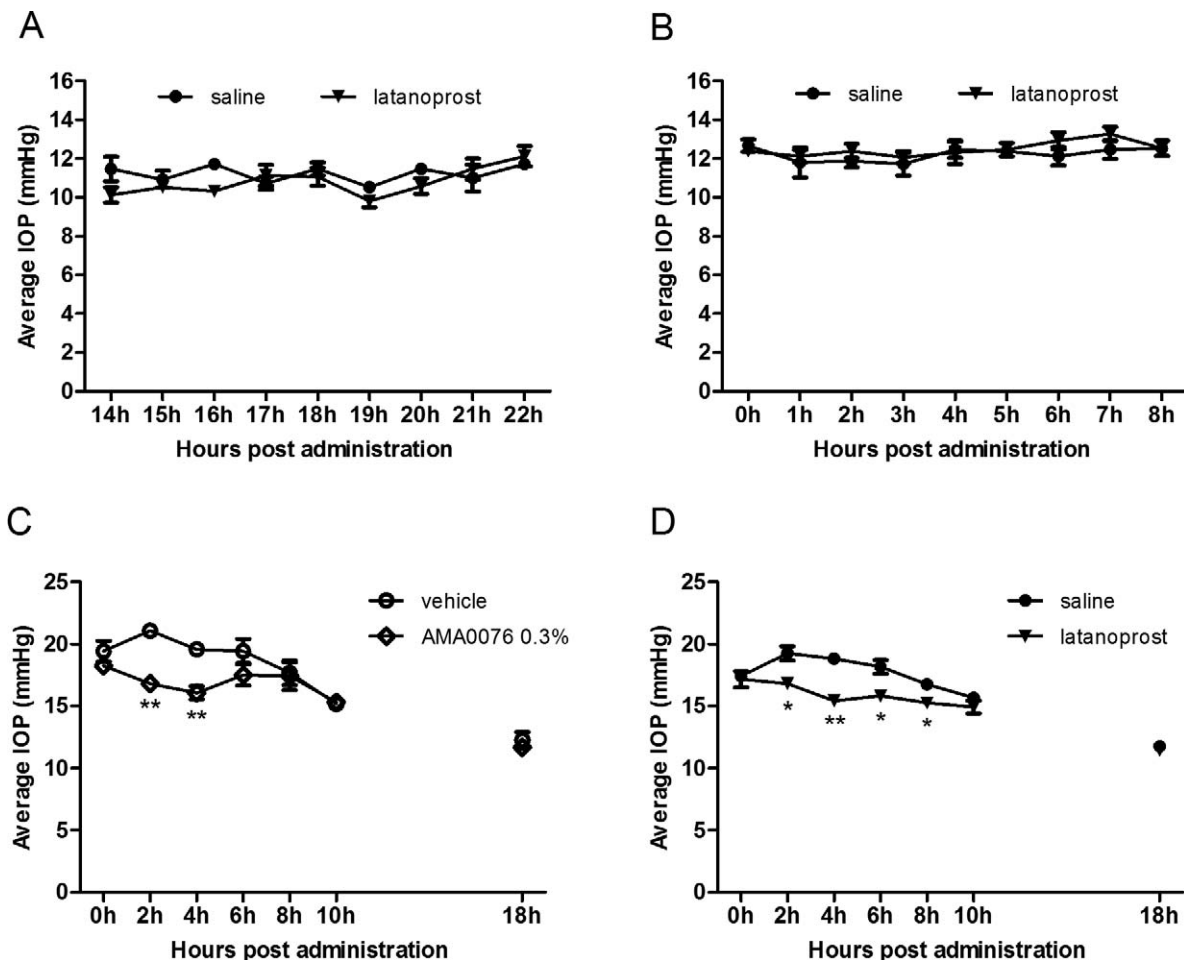 A
saline latanoprost
Average IOP (mmHg)
16
14
12
10
8
6
4
2
0
14h 15h 16h 17h 18h 19h 20h 21h 22h
Hours post administration
B
saline latanoprost
Average IOP (mmHg)
16
14
12
10
8
6
4
2
0
0h 1h 2h 3h 4h 5h 6h 7h 8h
Hours post administration
C
vehicle
AMA0076 0.3%
Average IOP (mmHg)
25
20
15
10
5
0
** **
0h 2h 4h 6h 8h 10h 18h
Hours post administration
D
saline
latanoprost
Average IOP (mmHg)
25
20
15
10
5
0
* ** * *
0h 2h 4h 6h 8h 10h 18h
Hours post administration